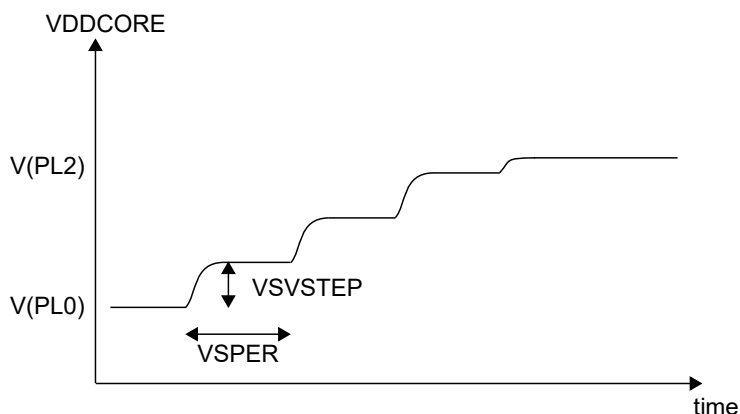 VDDCORE
V(PL2)
V(PL0)
VSVSTEP
VSPER
time